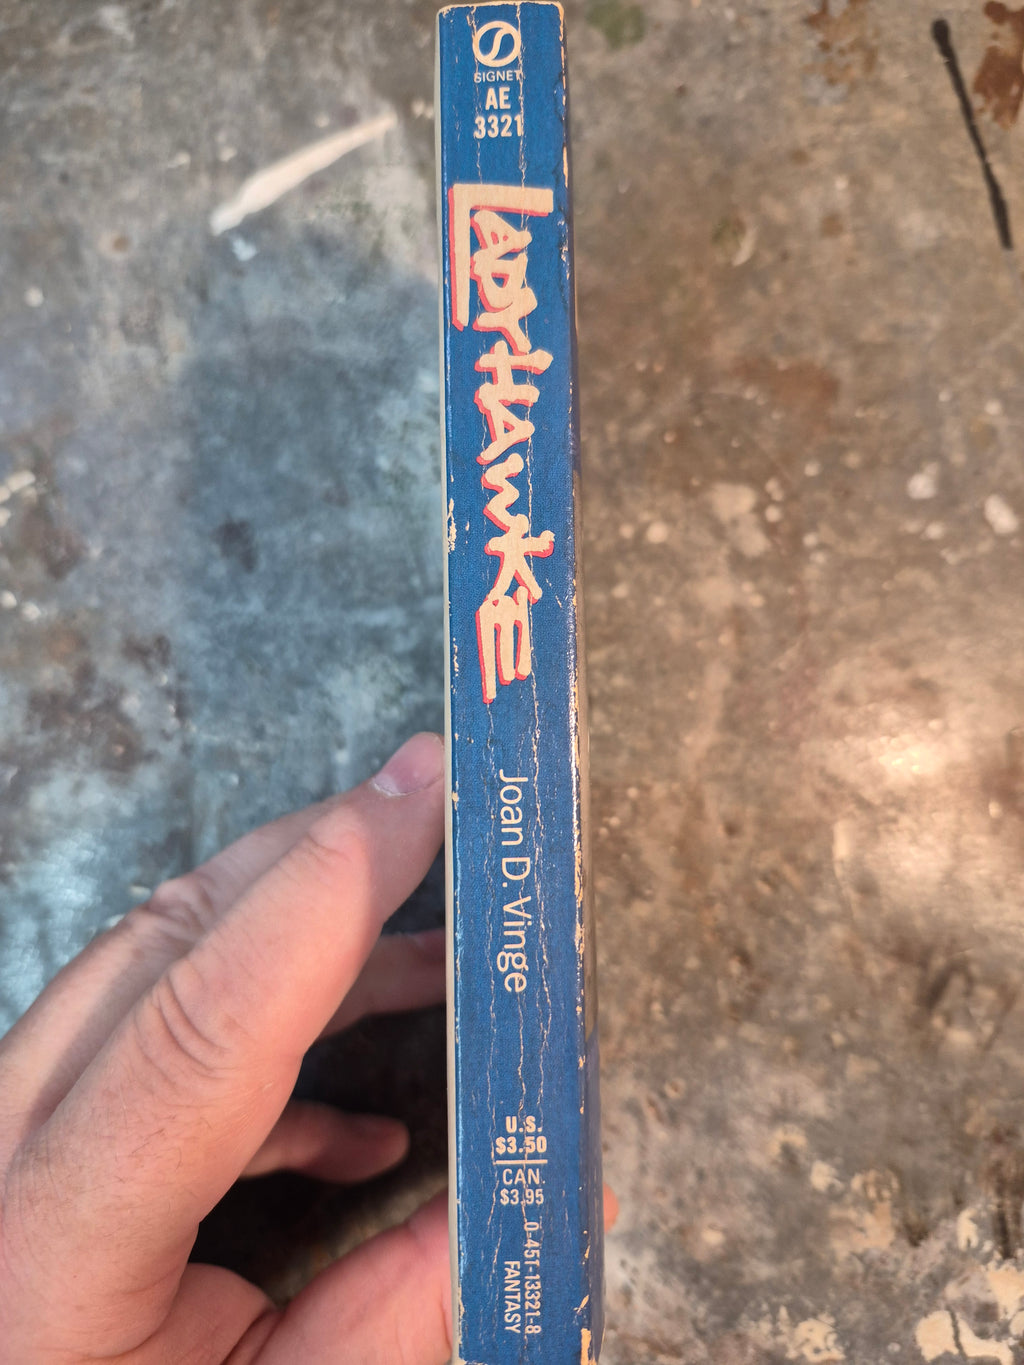 SIGNET
AE
3321
LADYHAWKE
Joan D. Vinge
U.S.
$3.50
CAN.
$3.95
0-451-13321-8
FANTASY